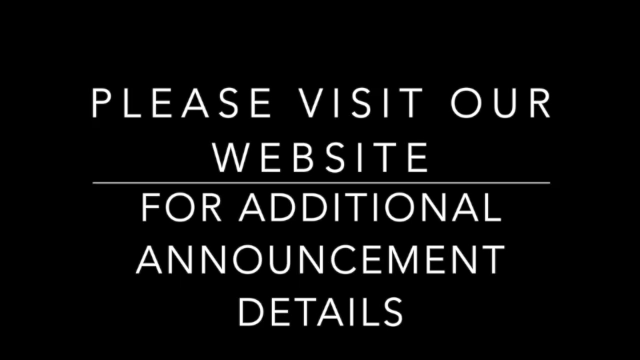 PLEASE VISIT OUR
WEBSITE
FOR ADDITIONAL
ANNOUNCEMENT
DETAILS